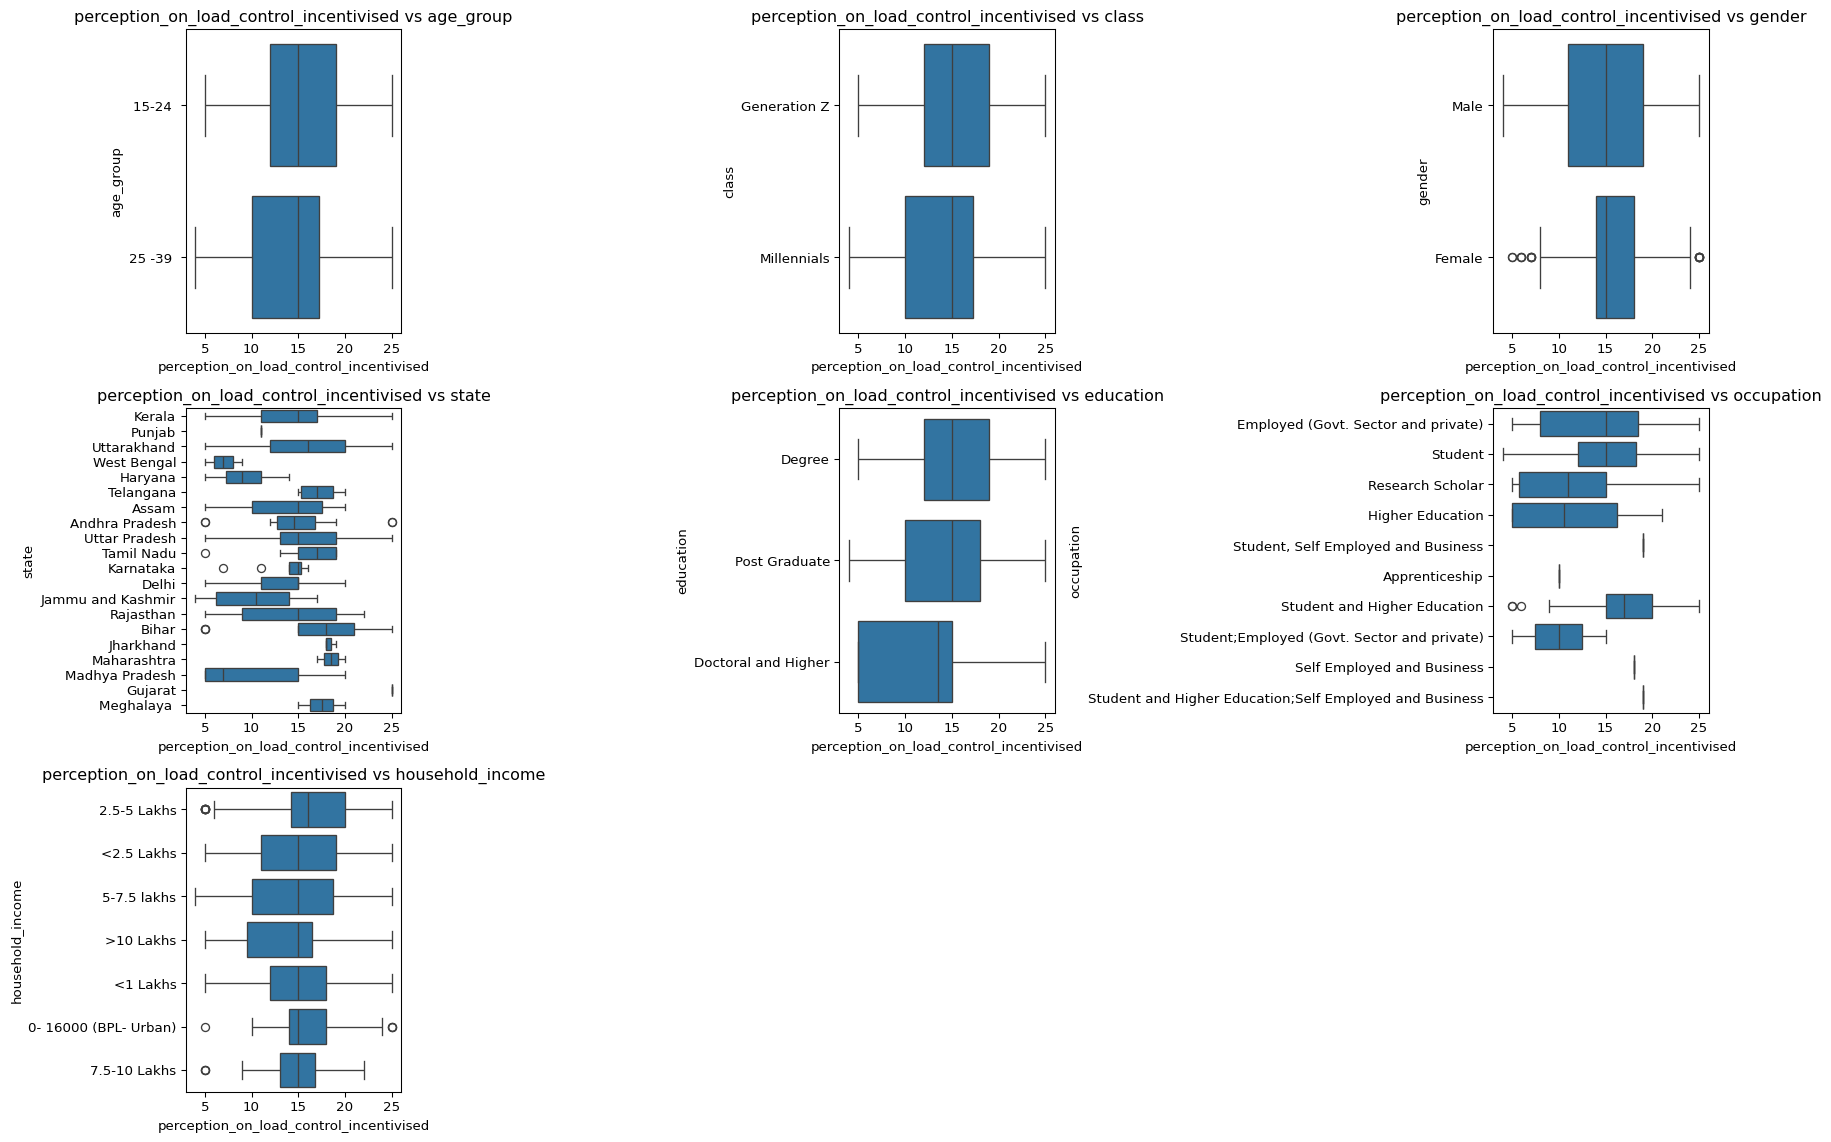 perception_on_load_control_incentivised vs age_group
age_group
15-24
25 -39
5 10 15 20 25
perception_on_load_control_incentivised
perception_on_load_control_incentivised vs class
class
Generation Z
Millennials
5 10 15 20 25
perception_on_load_control_incentivised
perception_on_load_control_incentivised vs gender
gender
Male
Female
5 10 15 20 25
perception_on_load_control_incentivised
perception_on_load_control_incentivised vs state
state
Kerala
Punjab
Uttarakhand
West Bengal
Haryana
Telangana
Assam
Andhra Pradesh
Uttar Pradesh
Tamil Nadu
Karnataka
Delhi
Jammu and Kashmir
Rajasthan
Bihar
Jharkhand
Maharashtra
Madhya Pradesh
Gujarat
Meghalaya
5 10 15 20 25
perception_on_load_control_incentivised
perception_on_load_control_incentivised vs education
education
Degree
Post Graduate
Doctoral and Higher
5 10 15 20 25
perception_on_load_control_incentivised
perception_on_load_control_incentivised vs occupation
occupation
Employed (Govt. Sector and private)
Student
Research Scholar
Higher Education
Student, Self Employed and Business
Apprenticeship
Student and Higher Education
Student;Employed (Govt. Sector and private)
Self Employed and Business
Student and Higher Education;Self Employed and Business
5 10 15 20 25
perception_on_load_control_incentivised
perception_on_load_control_incentivised vs household_income
household_income
2.5-5 Lakhs
<2.5 Lakhs
5-7.5 lakhs
>10 Lakhs
<1 Lakhs
0- 16000 (BPL- Urban)
7.5-10 Lakhs
5 10 15 20 25
perception_on_load_control_incentivised